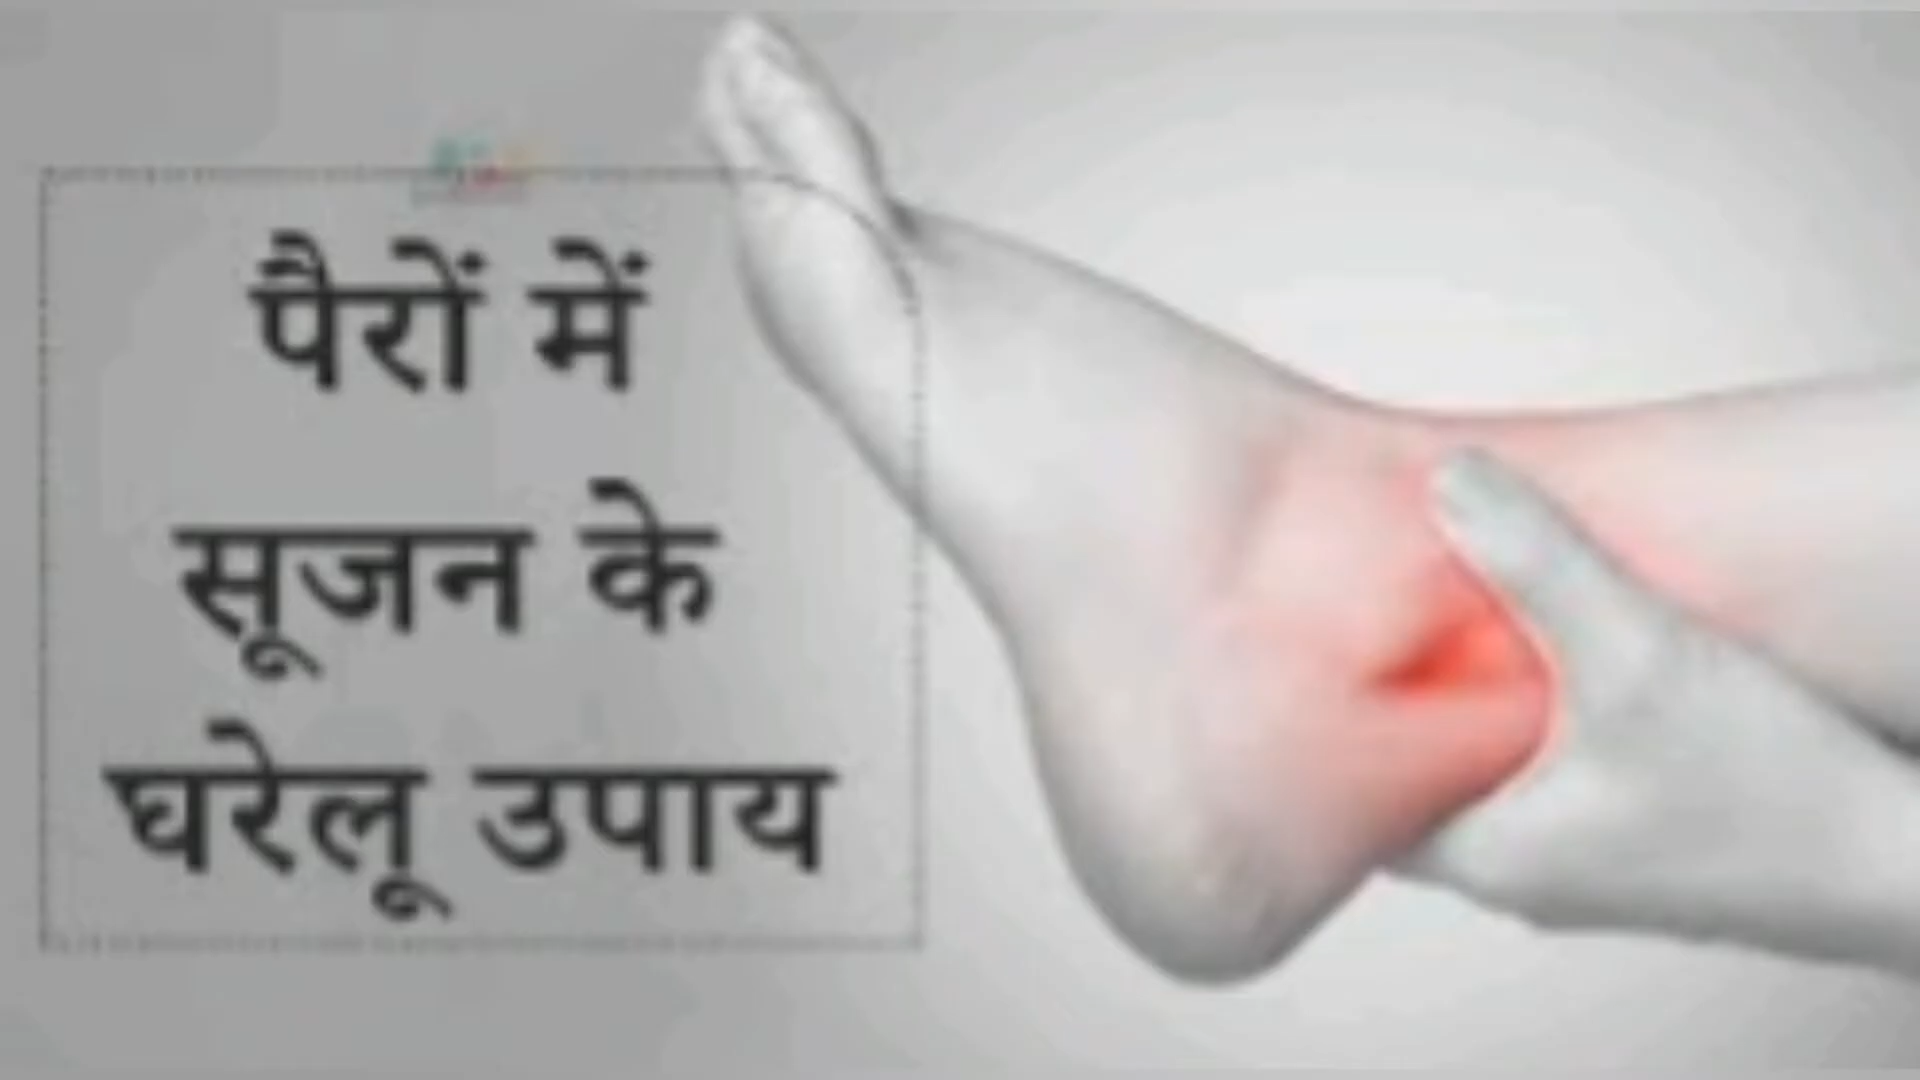 पैरों में
सूजन के
घरेलू उपाय